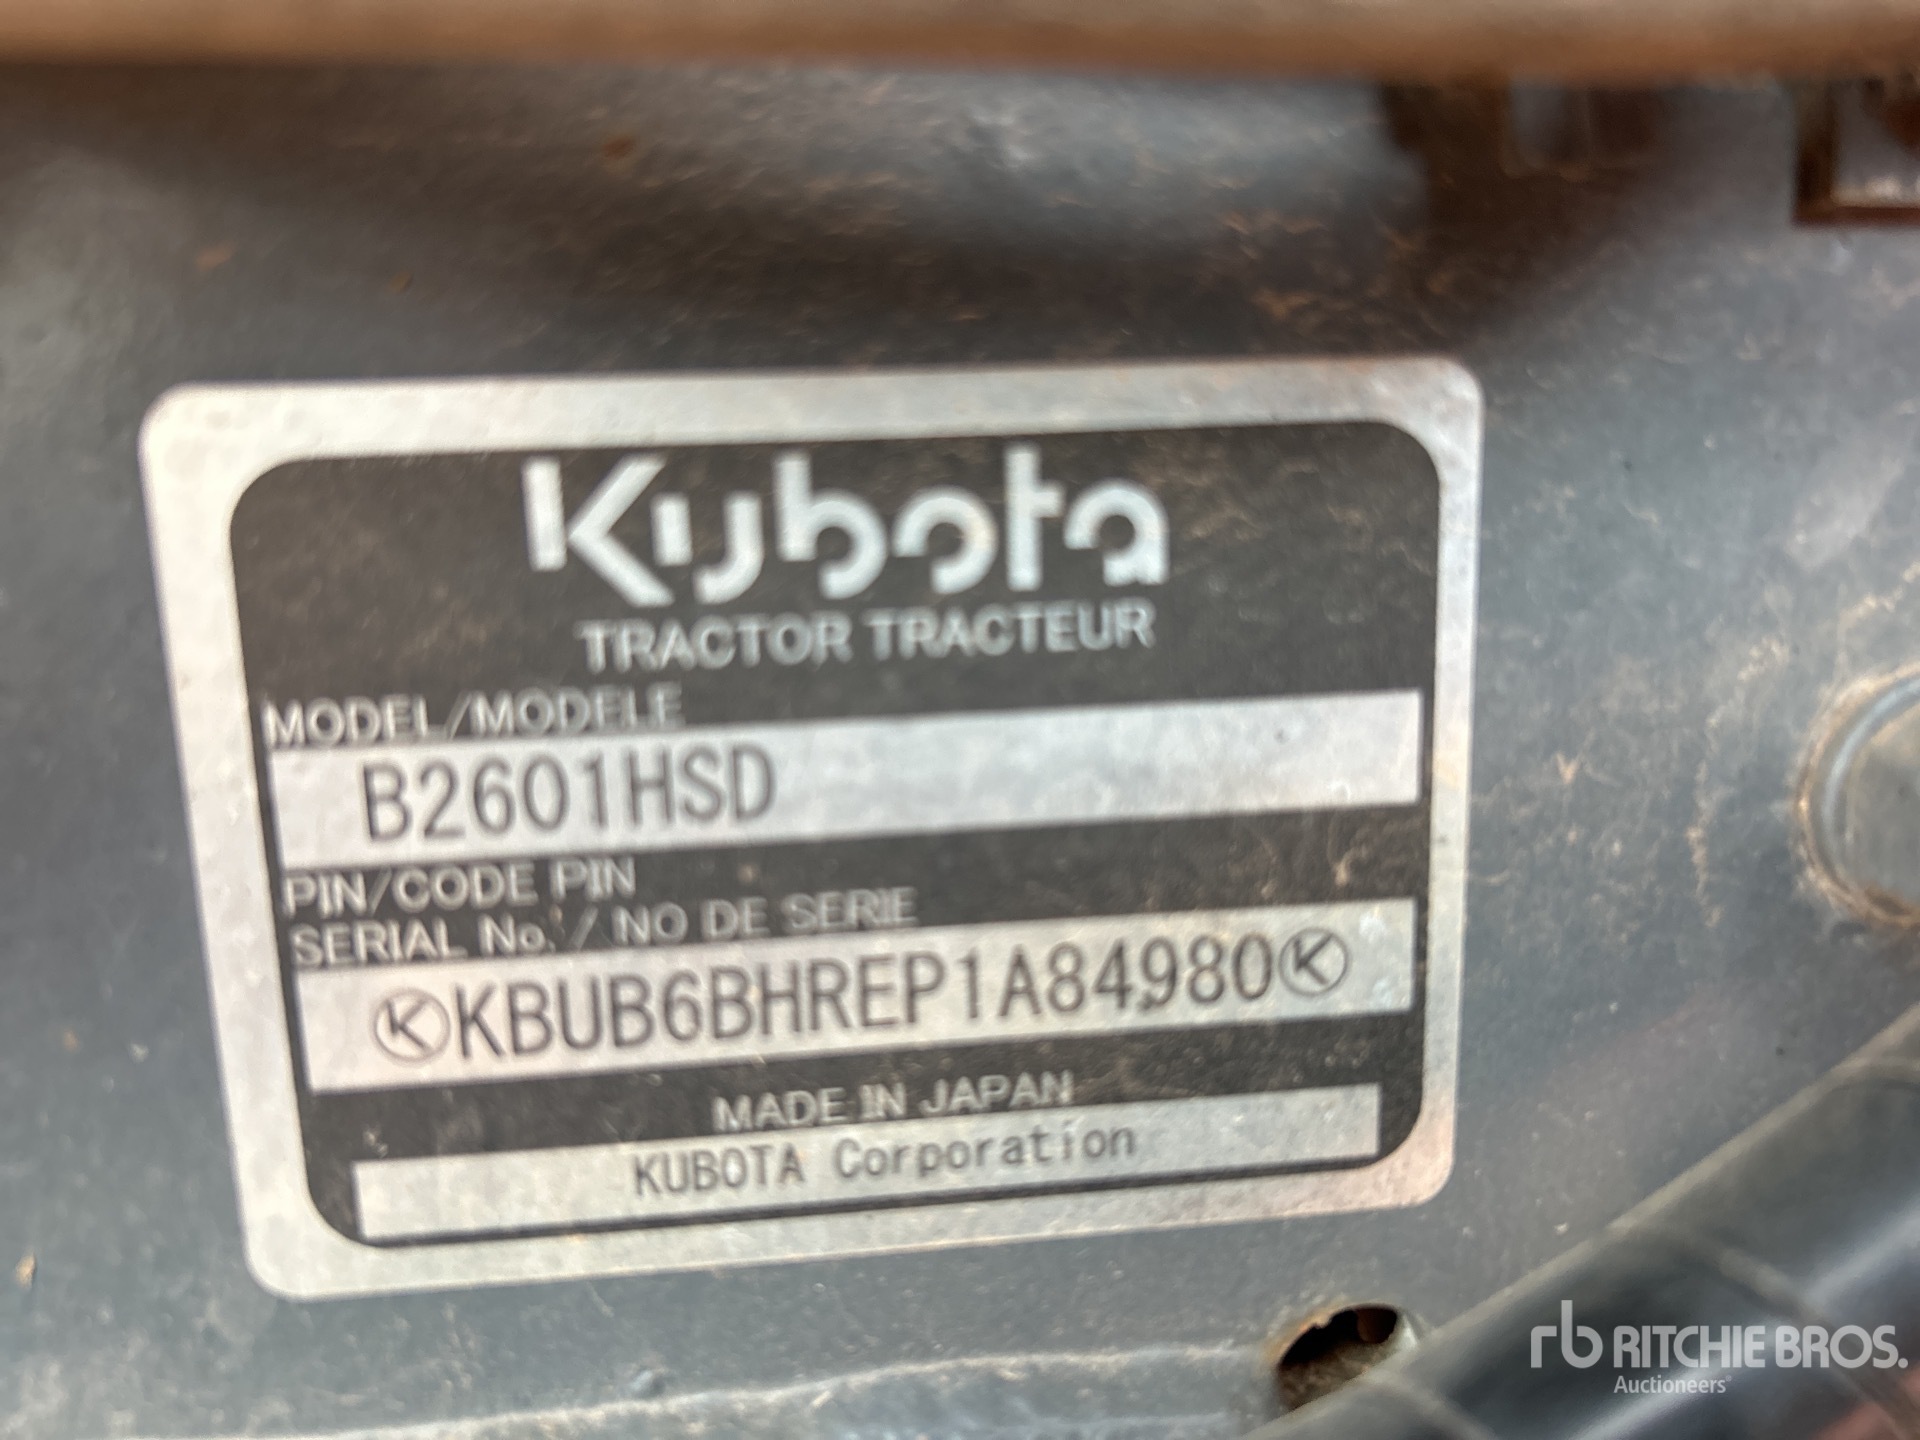 Kubota
TRACTOR TRACTEUR
MODEL/MODELE
B2601HSD
PIN/CODE PIN
SERIAL No. / NO DE SERIE
KBUB6BHREP1A84980
MADE IN JAPAN
KUBOTA Corporation
rb RITCHIE BROS.
Auctioneers